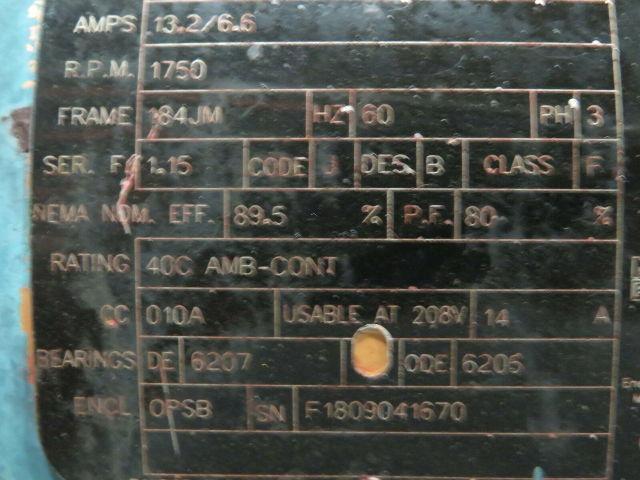 AMPS 13.2/6.6
R.P.M. 1750
FRAME 184JM HZ 60 PH 3
SER. F. 1.15 CODE J DES. B CLASS F
NEMA NOM. EFF. 89.5 % P.F. 80 %
RATING 40C AMB-CONT
CC 010A USABLE AT 208V 14 A
BEARINGS DE 6207 ODE 6205
ENCL OPSB SN F1809041670